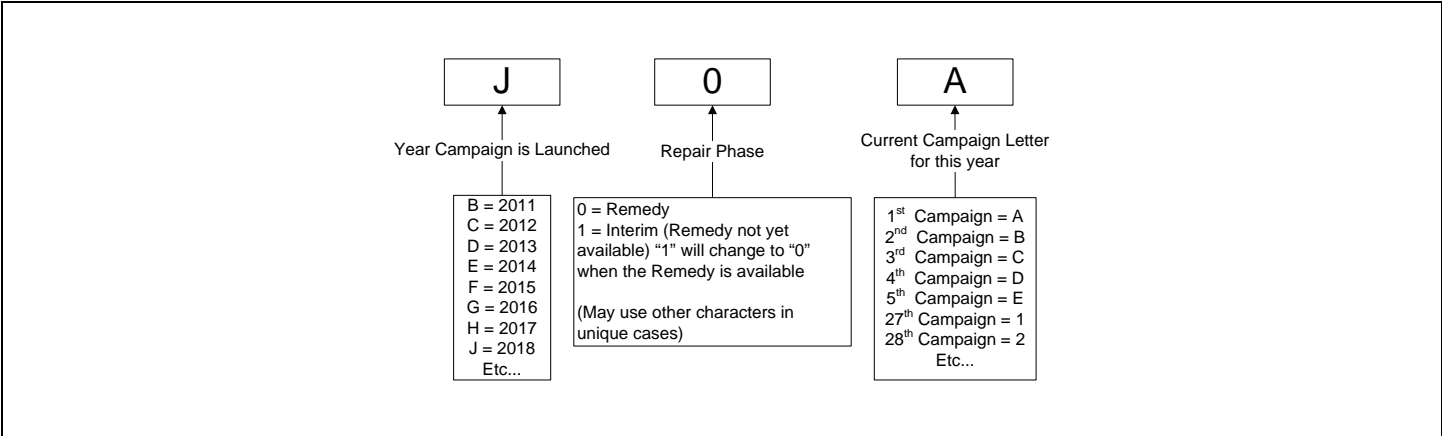 J
0
A
Year Campaign is Launched
Repair Phase
Current Campaign Letter
for this year
B = 2011
C = 2012
D = 2013
E = 2014
F = 2015
G = 2016
H = 2017
J = 2018
Etc...
0 = Remedy
1 = Interim (Remedy not yet
available) “1” will change to “0”
when the Remedy is available
(May use other characters in
unique cases)
1st Campaign = A
2nd Campaign = B
3rd Campaign = C
4th Campaign = D
5th Campaign = E
27th Campaign = 1
28th Campaign = 2
Etc...